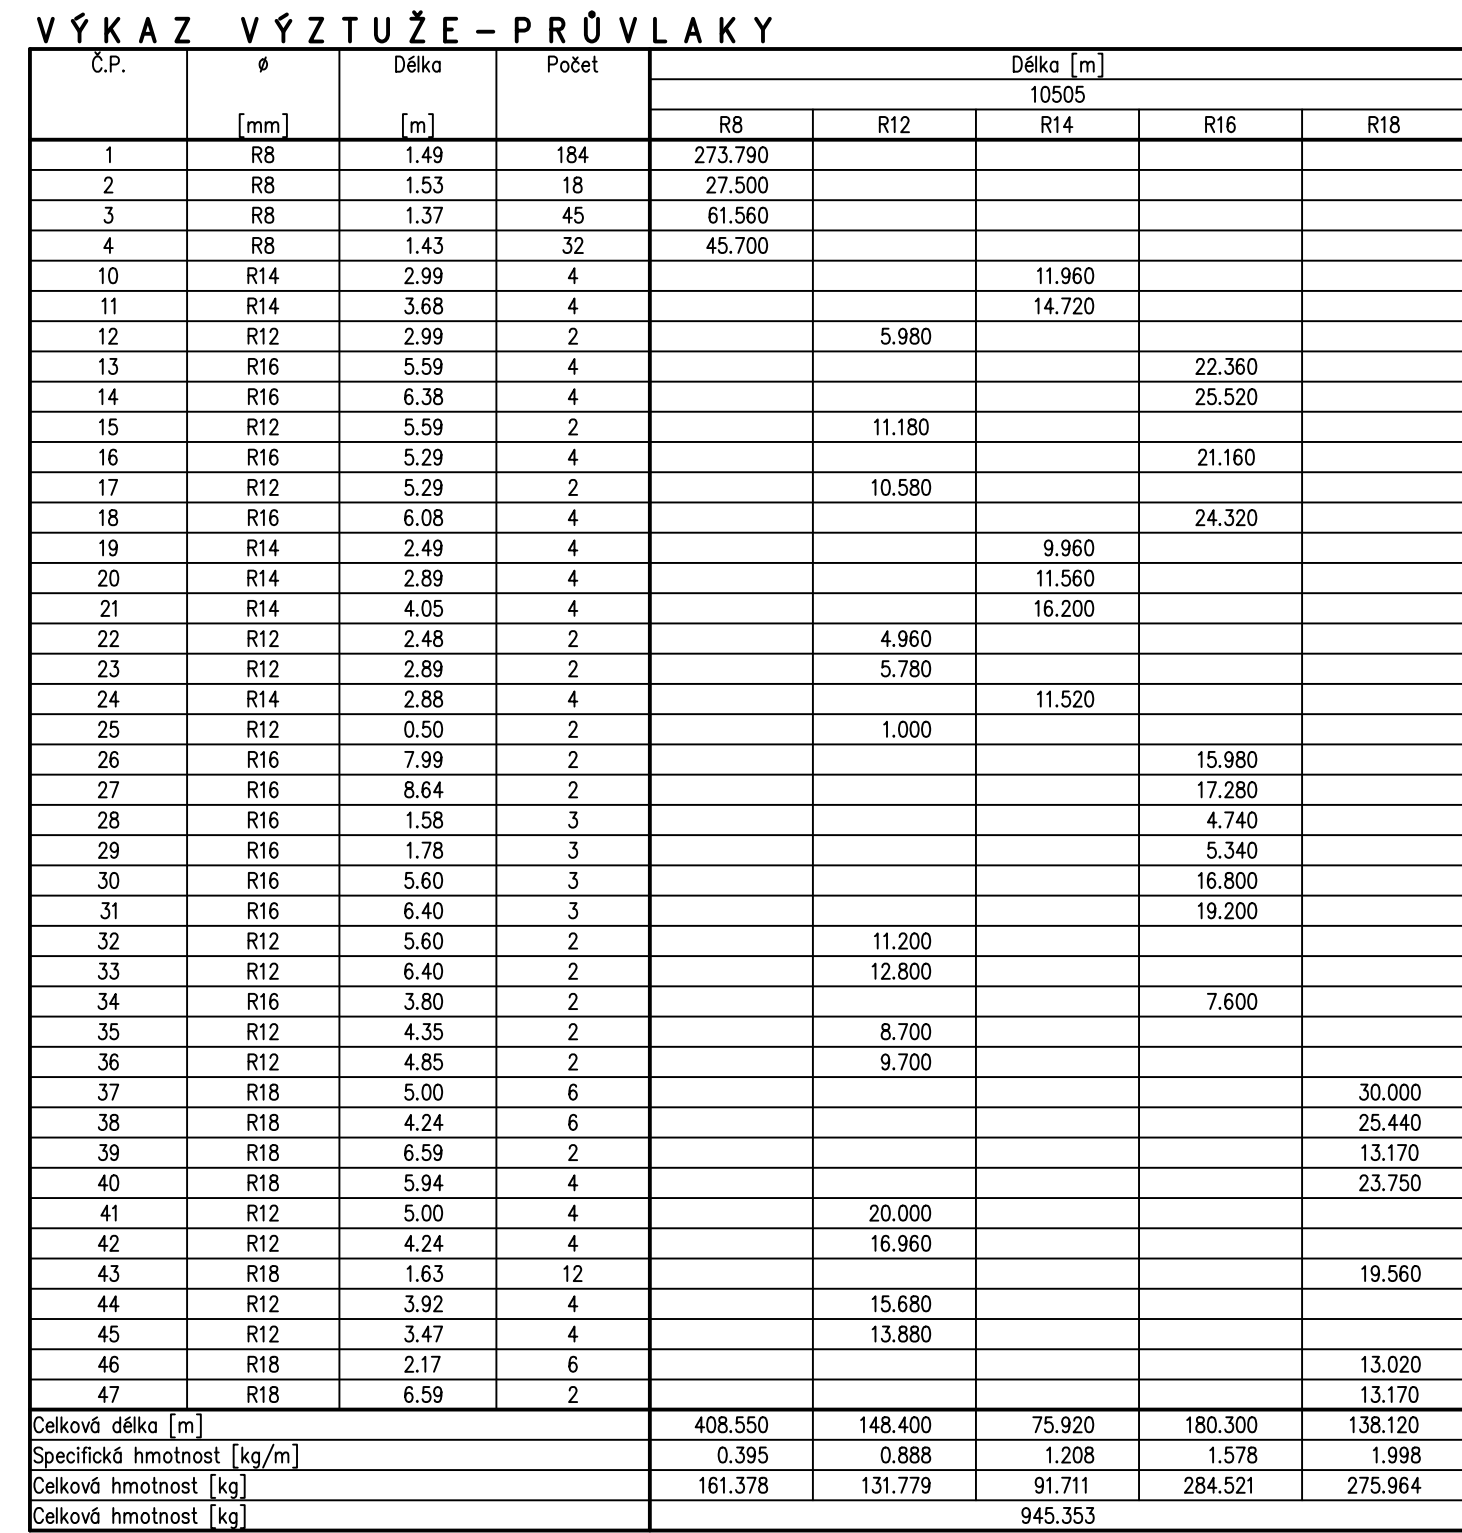 VÝKAZ VÝZTUŽE-PRŮVLAKY
Č.P. ø Délka Počet Délka [m]
10505
[mm] [m] R8 R12 R14 R16 R18
1 R8 1.49 184 273.790
2 R8 1.53 18 27.500
3 R8 1.37 45 61.560
4 R8 1.43 32 45.700
10 R14 2.99 4 11.960
11 R14 3.68 4 14.720
12 R12 2.99 2 5.980
13 R16 5.59 4 22.360
14 R16 6.38 4 25.520
15 R12 5.59 2 11.180
16 R16 5.29 4 21.160
17 R12 5.29 2 10.580
18 R16 6.08 4 24.320
19 R14 2.49 4 9.960
20 R14 2.89 4 11.560
21 R14 4.05 4 16.200
22 R12 2.48 2 4.960
23 R12 2.89 2 5.780
24 R14 2.88 4 11.520
25 R12 0.50 2 1.000
26 R16 7.99 2 15.980
27 R16 8.64 2 17.280
28 R16 1.58 3 4.740
29 R16 1.78 3 5.340
30 R16 5.60 3 16.800
31 R16 6.40 3 19.200
32 R12 5.60 2 11.200
33 R12 6.40 2 12.800
34 R16 3.80 2 7.600
35 R12 4.35 2 8.700
36 R12 4.85 2 9.700
37 R18 5.00 6 30.000
38 R18 4.24 6 25.440
39 R18 6.59 2 13.170
40 R18 5.94 4 23.750
41 R12 5.00 4 20.000
42 R12 4.24 4 16.960
43 R18 1.63 12 19.560
44 R12 3.92 4 15.680
45 R12 3.47 4 13.880
46 R18 2.17 6 13.020
47 R18 6.59 2 13.170
Celková délka [m] 408.550 148.400 75.920 180.300 138.120
Specifická hmotnost [kg/m] 0.395 0.888 1.208 1.578 1.998
Celková hmotnost [kg] 161.378 131.779 91.711 284.521 275.964
Celková hmotnost [kg] 945.353